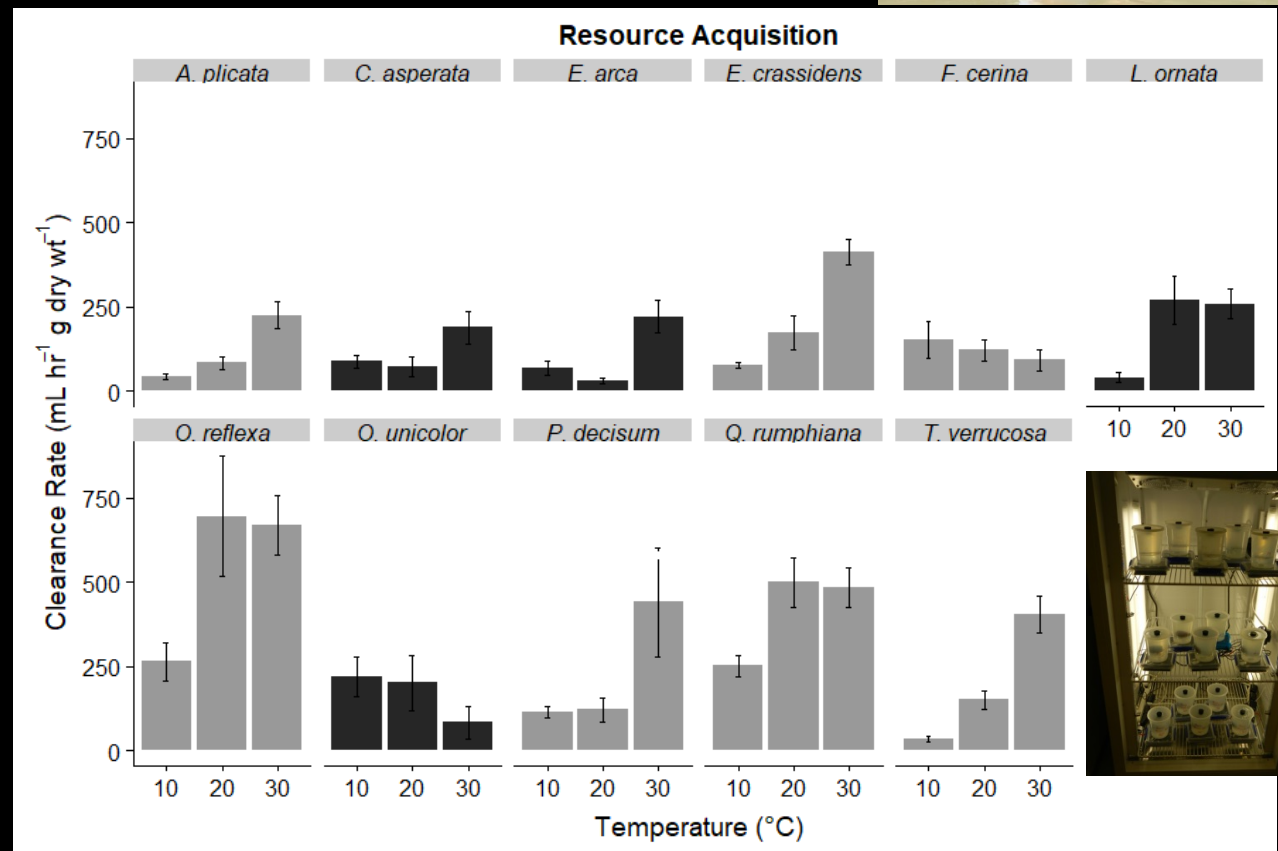 Resource Acquisition
A. plicata C. asperata E. arca E. crassidens F. cerina L. ornata
750
500
250
0
10 20 30
O. reflexa O. unicolor P. decisum Q. rumphiana T. verrucosa
750
500
250
0
10 20 30 10 20 30 10 20 30 10 20 30 10 20 30
Temperature (°C)
Clearance Rate (mL hr⁻¹ g dry wt⁻¹)